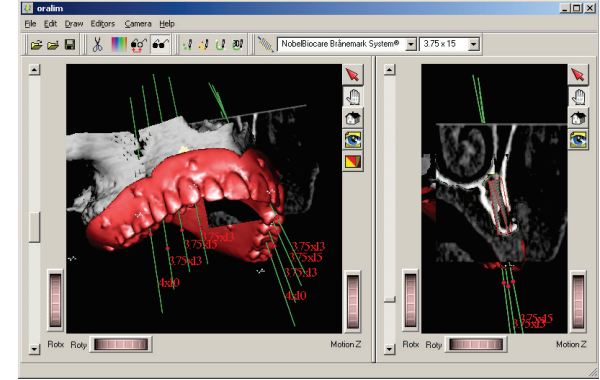 oralim
File Edit Draw Editors Camera Help
NobelBiocare Brånemark System® 3.75 x 15
3.75x13
3.75x15
3.75x13
4x10
3.75x13
3.75x15
3.75x13
4x10
3.75x15
3.75x13
Rotx Roty Motion Z
Rotx Roty Motion Z